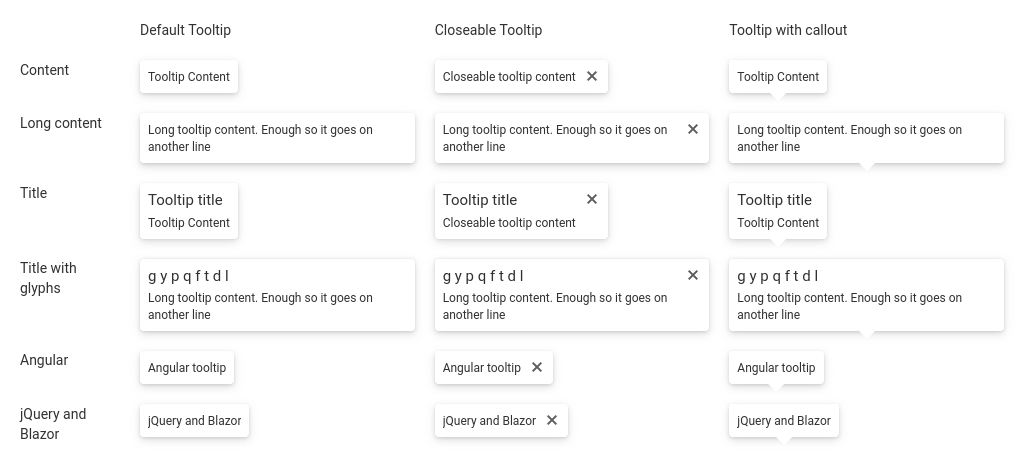 Default Tooltip Closeable Tooltip Tooltip with callout
Content Tooltip Content Closeable tooltip content ✕ Tooltip Content
Long content Long tooltip content. Enough so it goes on Long tooltip content. Enough so it goes on ✕ Long tooltip content. Enough so it goes on
another line another line another line
Title Tooltip title Tooltip title ✕ Tooltip title
Tooltip Content Closeable tooltip content Tooltip Content
Title with g y p q f t d l g y p q f t d l ✕ g y p q f t d l
glyphs Long tooltip content. Enough so it goes on Long tooltip content. Enough so it goes on Long tooltip content. Enough so it goes on
another line another line another line
Angular Angular tooltip Angular tooltip ✕ Angular tooltip
jQuery and jQuery and Blazor jQuery and Blazor ✕ jQuery and Blazor
Blazor